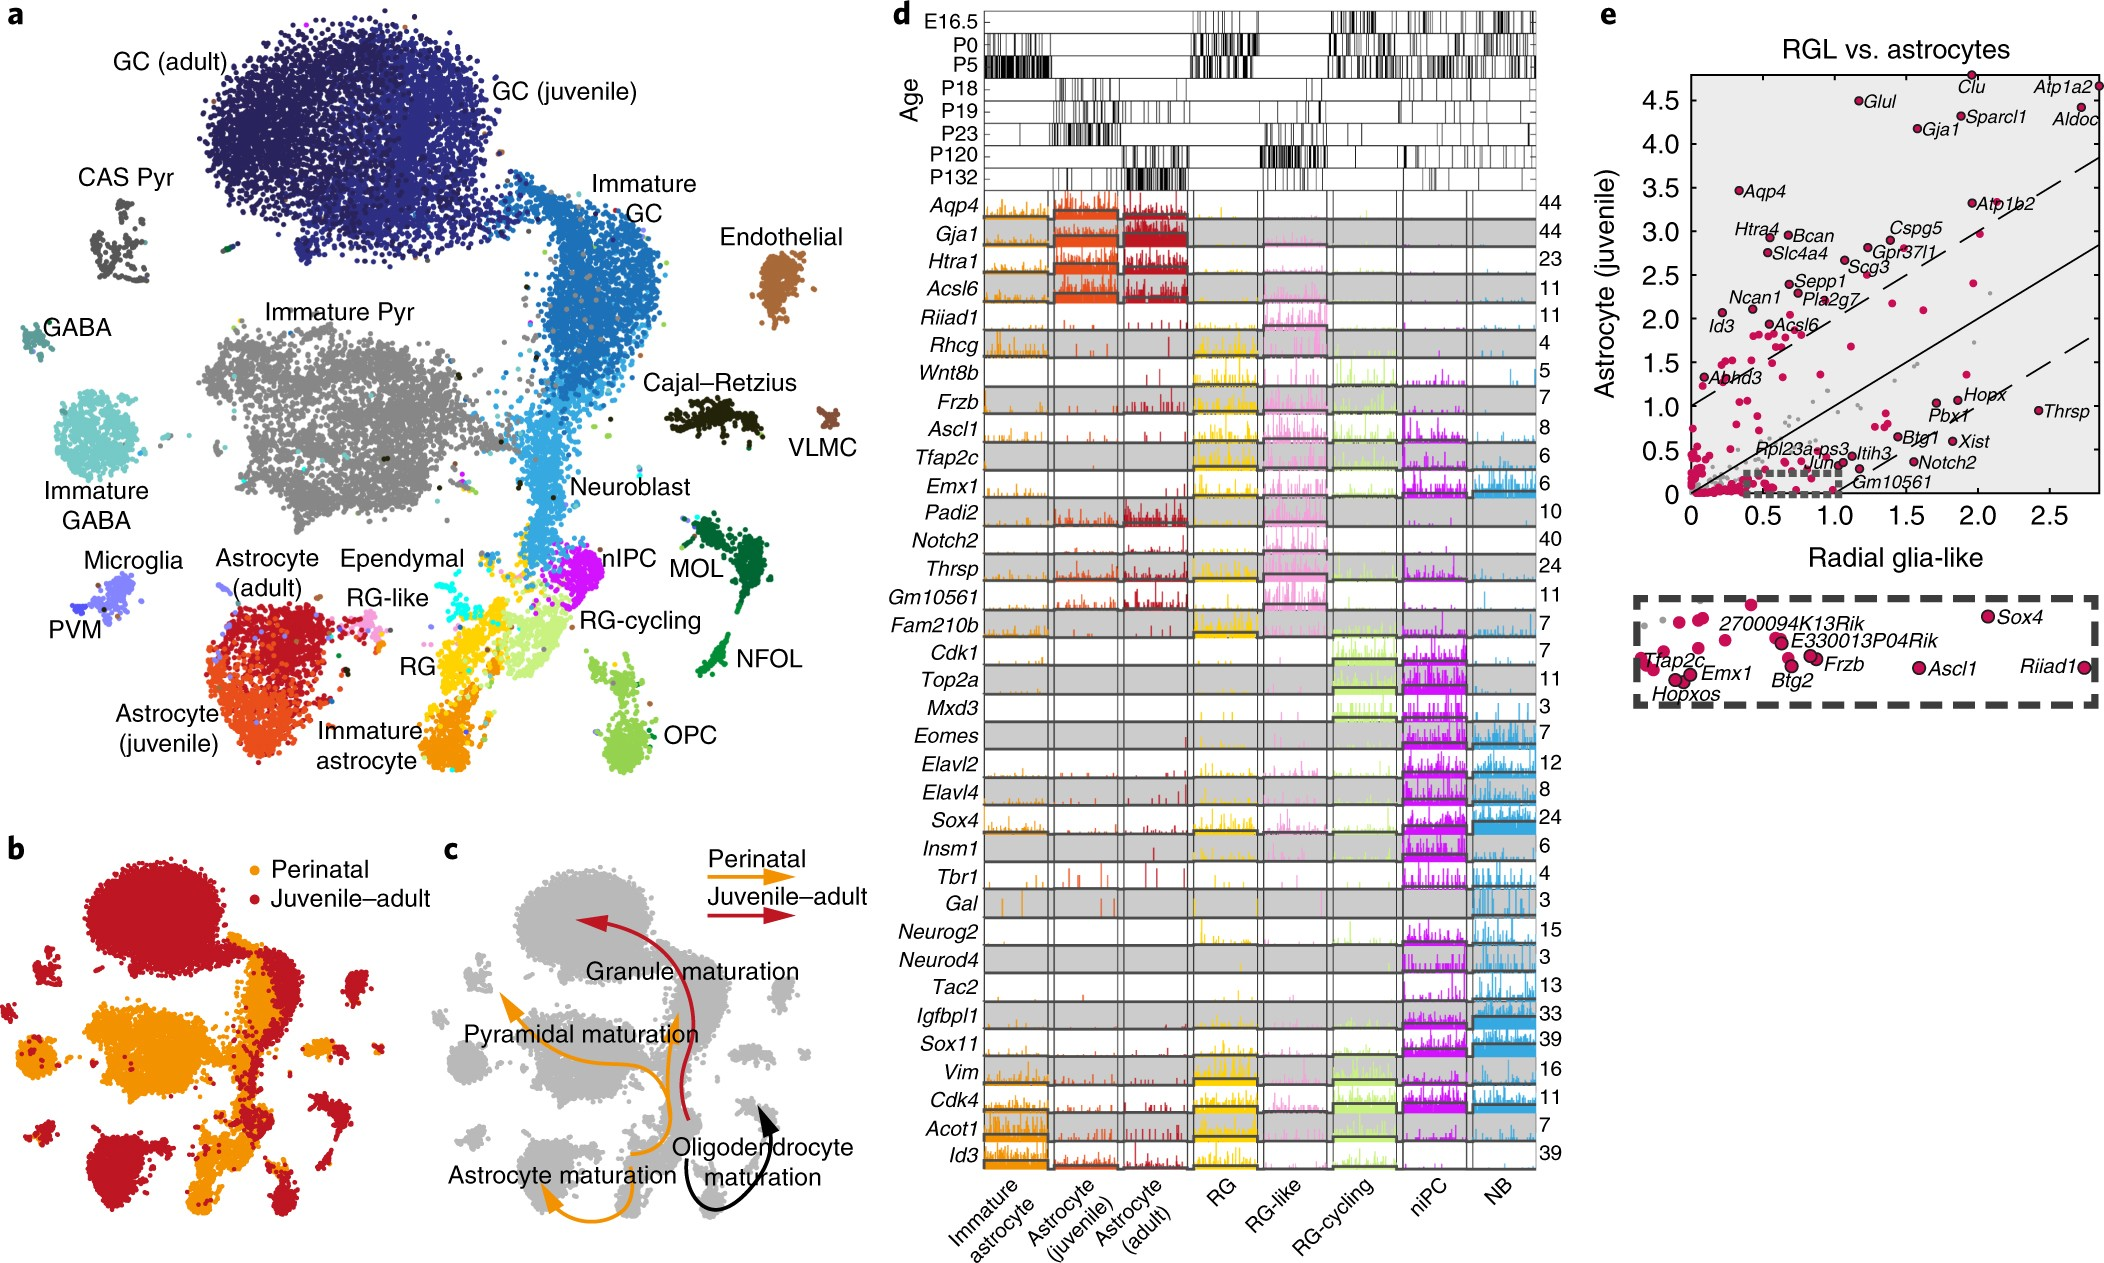 a
GC (adult)
GC (juvenile)
CAS Pyr
Immature
GC
Endothelial
GABA
Immature Pyr
Cajal–Retzius
VLMC
Immature
GABA
Neuroblast
Microglia
Astrocyte
(adult)
Ependymal
nIPC
MOL
RG-like
PVM
RG-cycling
RG
NFOL
Astrocyte
(juvenile)
Immature
astrocyte
OPC
b
Perinatal
Juvenile–adult
c
Perinatal
Juvenile–adult
Granule maturation
Pyramidal maturation
Astrocyte maturation
Oligodendrocyte
maturation
d
Age
E16.5
P0
P5
P18
P19
P23
P120
P132
Aqp4 44
Gja1 44
Htra1 23
Acsl6 11
Riiad1 11
Rhcg 4
Wnt8b 5
Frzb 7
Ascl1 8
Tfap2c 6
Emx1 6
Padi2 10
Notch2 40
Thrsp 24
Gm10561 11
Fam210b 7
Cdk1 7
Top2a 11
Mxd3 3
Eomes 7
Elavl2 12
Elavl4 8
Sox4 24
Insm1 6
Tbr1 4
Gal 3
Neurog2 15
Neurod4 3
Tac2 13
Igfbpl1 33
Sox11 39
Vim 16
Cdk4 11
Acot1 7
Id3 39
Immature
astrocyte
Astrocyte
(juvenile)
Astrocyte
(adult)
RG
RG-like
RG-cycling
niPC
NB
e
RGL vs. astrocytes
Astrocyte (juvenile)
4.5
4.0
3.5
3.0
2.5
2.0
1.5
1.0
0.5
0
Clu
Atp1a2
Glul
Sparcl1
Aldoc
Gja1
Aqp4
Atp1b2
Htra4
Bcan
Cspg5
Slc4a4
Gpr37l1
Scg3
Sepp1
Pla2g7
Ncan1
Id3
Acsl6
Abhd3
Hopx
Pbx1
Thrsp
Btg1
Xist
Rpl23a-ps3
Itih3
Jun
Notch2
Gm10561
0 0.5 1.0 1.5 2.0 2.5
Radial glia-like
2700094K13Rik
Sox4
E330013P04Rik
Tfap2c
Emx1
Frzb
Ascl1
Riiad1
Btg2
Hopxos